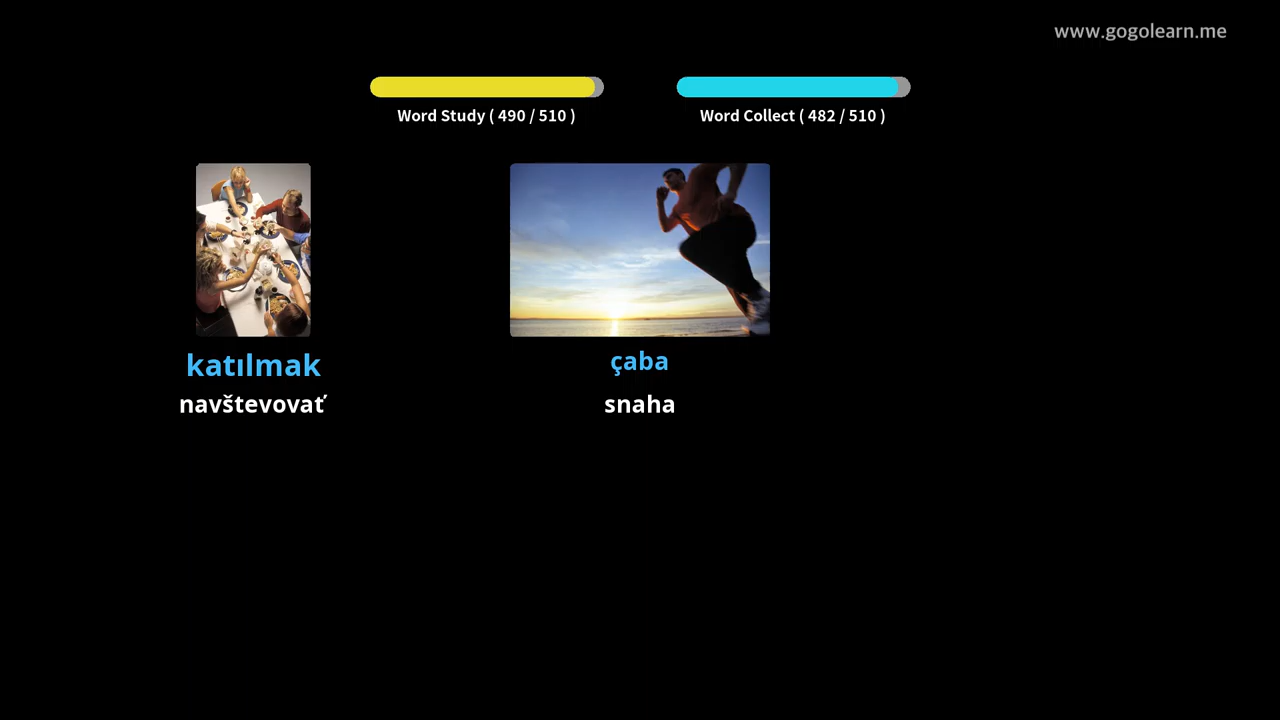 www.gogolearn.me
Word Study ( 490 / 510 )
Word Collect ( 482 / 510 )
katılmak
navštevovať
çaba
snaha